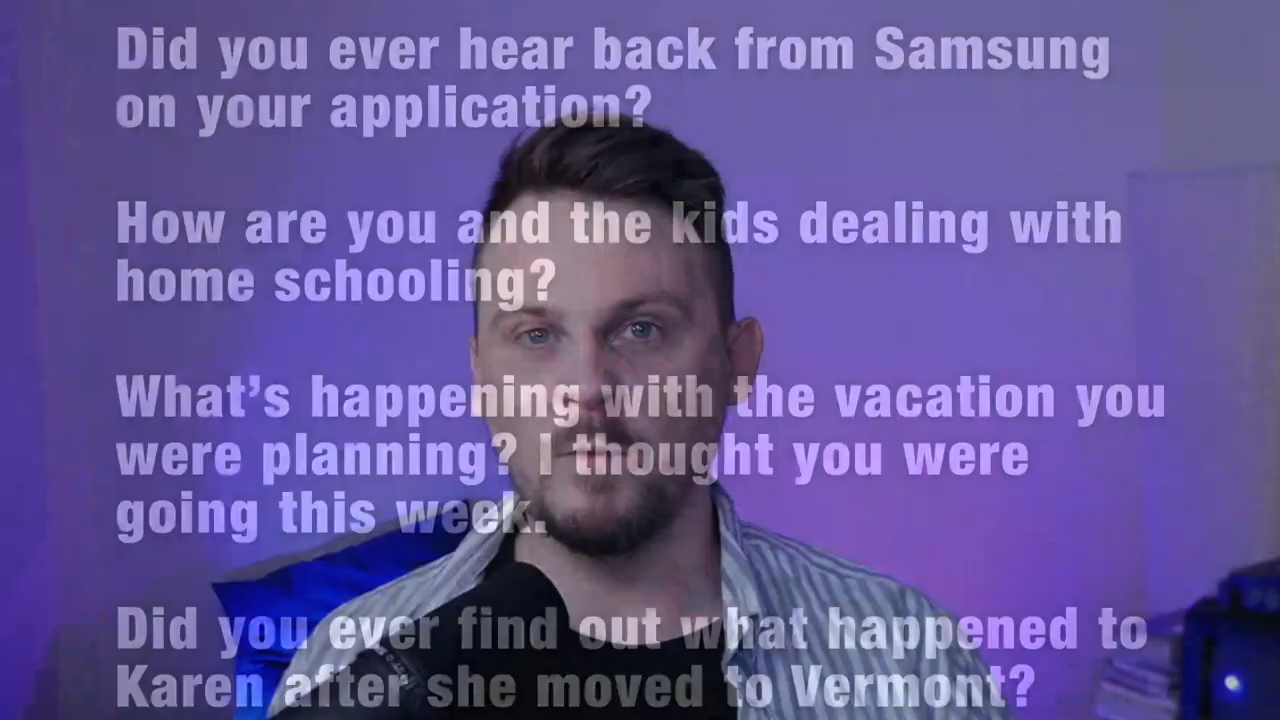 Did you ever hear back from Samsung
on your application?
How are you and the kids dealing with
home schooling?
What's happening with the vacation you
were planning? I thought you were
going this week.
Did you ever find out what happened to
Karen after she moved to Vermont?